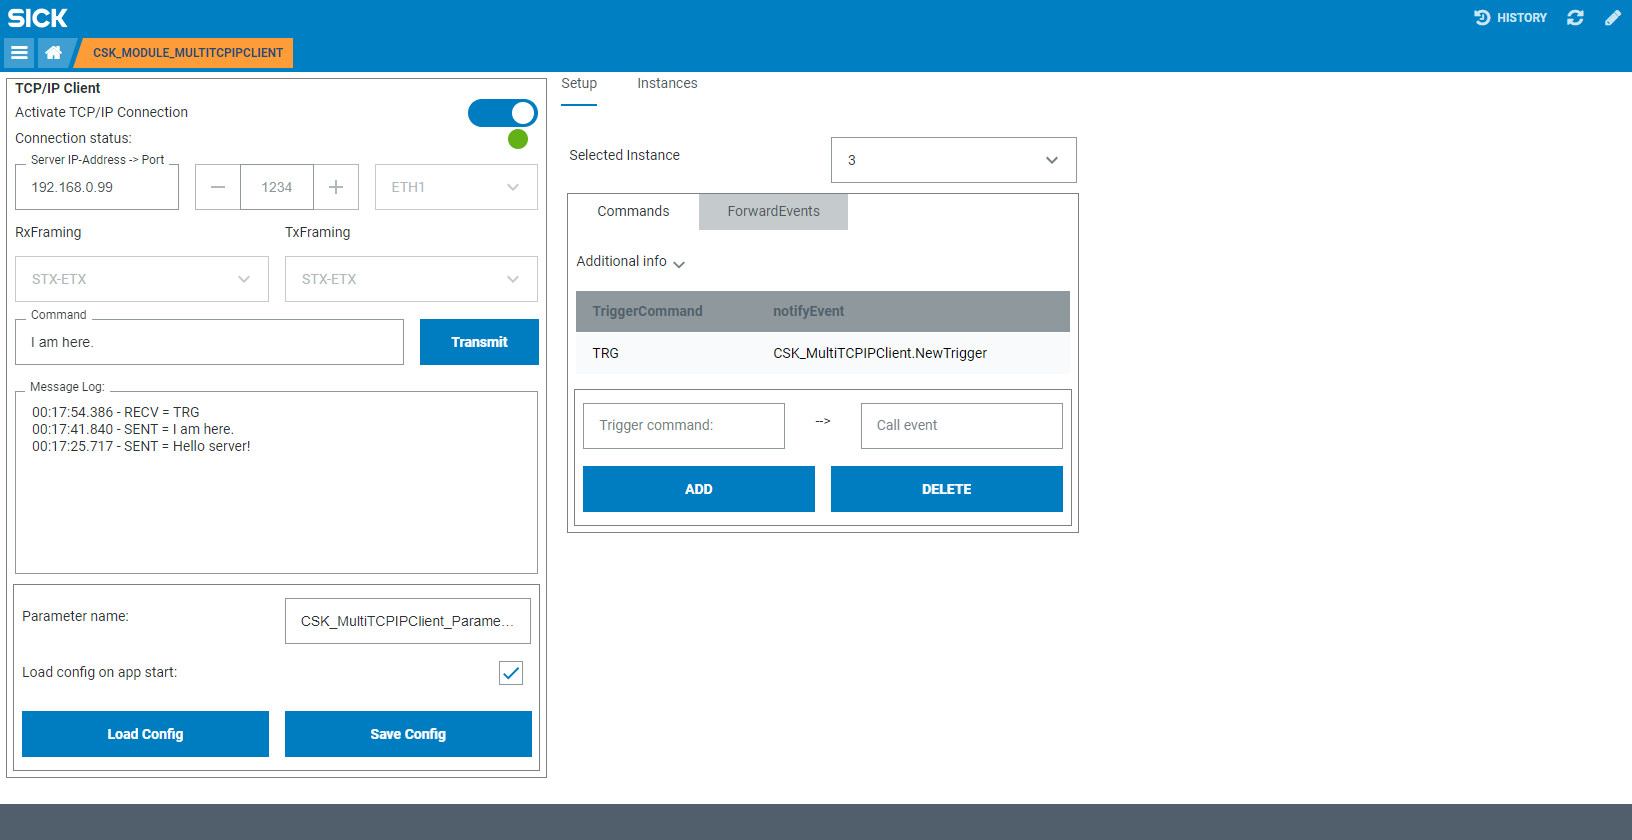 SICK
HISTORY
CSK_MODULE_MULTITCPIPCLIENT
TCP/IP Client
Activate TCP/IP Connection
Connection status:
Server IP-Address -> Port
192.168.0.99
1234
ETH1
RxFraming
TxFraming
STX-ETX
STX-ETX
Command
I am here.
Transmit
Message Log:
00:17:54.386 - RECV = TRG
00:17:41.840 - SENT = I am here.
00:17:25.717 - SENT = Hello server!
Parameter name:
CSK_MultiTCPIPClient_Parame...
Load config on app start:
Load Config
Save Config
Setup
Instances
Selected Instance
3
Commands
ForwardEvents
Additional info
TriggerCommand
notifyEvent
TRG
CSK_MultiTCPIPClient.NewTrigger
Trigger command:
-->
Call event
ADD
DELETE